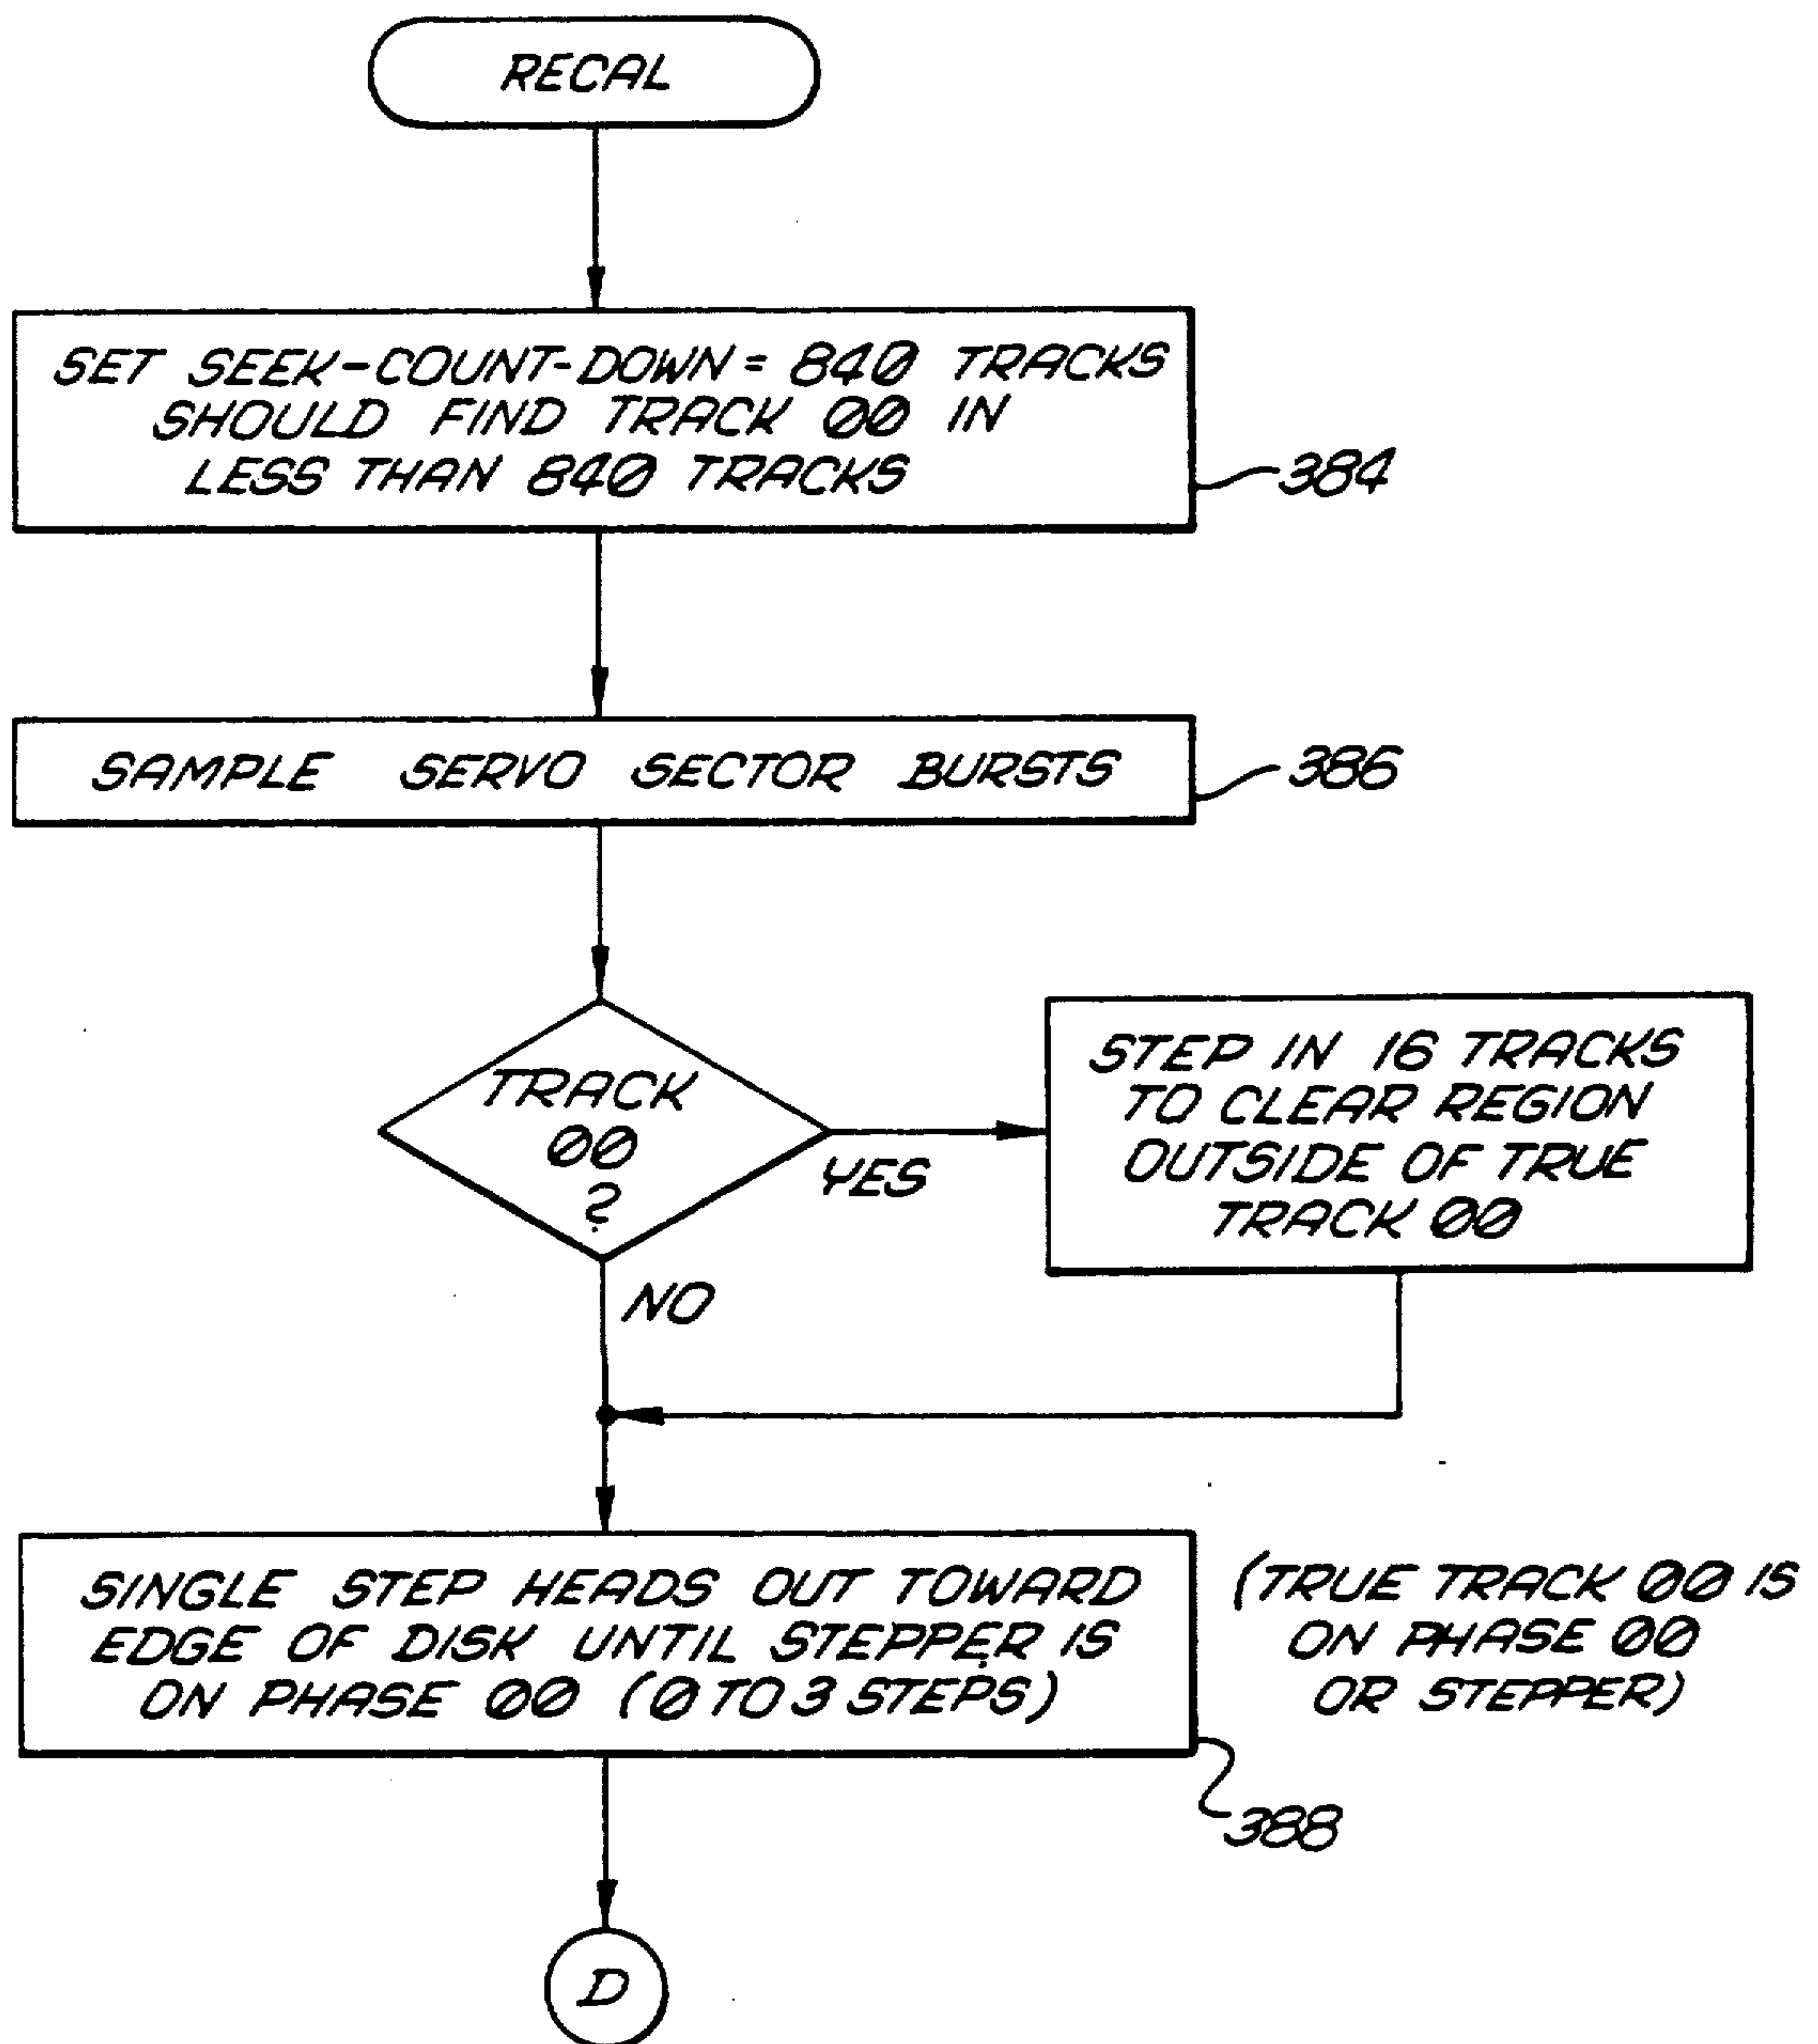 RECAL
SET SEEK-COUNT-DOWN = 840 TRACKS
SHOULD FIND TRACK 00 IN
LESS THAN 840 TRACKS
384
SAMPLE SERVO SECTOR BURSTS
386
TRACK
00
?
YES
NO
STEP IN 16 TRACKS
TO CLEAR REGION
OUTSIDE OF TRUE
TRACK 00
SINGLE STEP HEADS OUT TOWARD
EDGE OF DISK UNTIL STEPPER IS
ON PHASE 00 (0 TO 3 STEPS)
(TRUE TRACK 00 IS
ON PHASE 00
OR STEPPER)
388
D